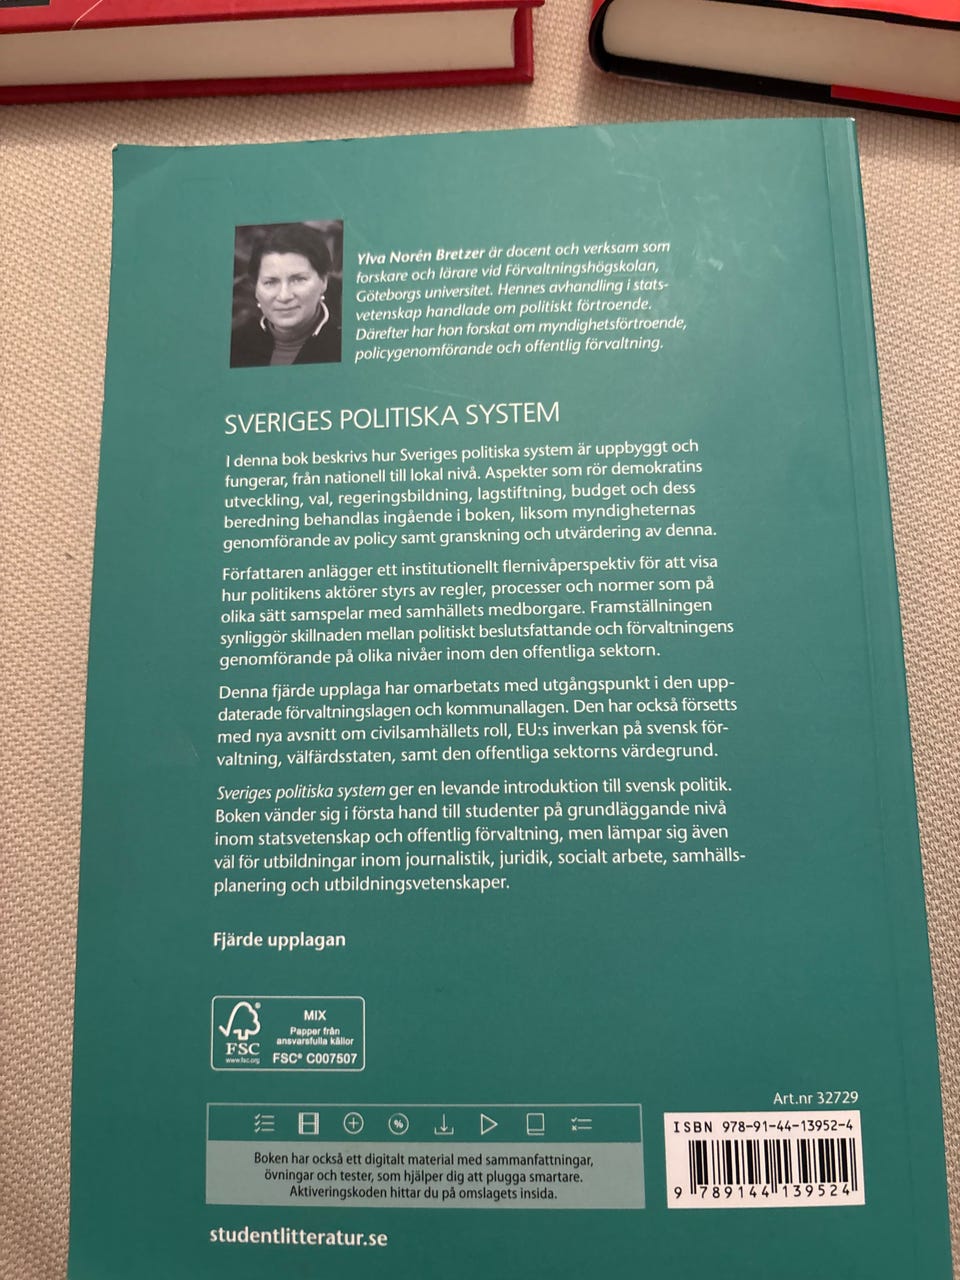 Ylva Norén Bretzer är docent och verksam som
forskare och lärare vid Förvaltningshögskolan,
Göteborgs universitet. Hennes avhandling i stats-
vetenskap handlade om politiskt förtroende.
Därefter har hon forskat om myndighetsförtroende,
policygenomförande och offentlig förvaltning.
SVERIGES POLITISKA SYSTEM
I denna bok beskrivs hur Sveriges politiska system är uppbyggt och
fungerar, från nationell till lokal nivå. Aspekter som rör demokratins
utveckling, val, regeringsbildning, lagstiftning, budget och dess
beredning behandlas ingående i boken, liksom myndigheternas
genomförande av policy samt granskning och utvärdering av denna.
Författaren anlägger ett institutionellt flernivåperspektiv för att visa
hur politikens aktörer styrs av regler, processer och normer som på
olika sätt samspelar med samhällets medborgare. Framställningen
synliggör skillnaden mellan politiskt beslutsfattande och förvaltningens
genomförande på olika nivåer inom den offentliga sektorn.
Denna fjärde upplaga har omarbetats med utgångspunkt i den upp-
daterade förvaltningslagen och kommunallagen. Den har också försetts
med nya avsnitt om civilsamhällets roll, EU:s inverkan på svensk för-
valtning, välfärdsstaten, samt den offentliga sektorns värdegrund.
Sveriges politiska system ger en levande introduktion till svensk politik.
Boken vänder sig i första hand till studenter på grundläggande nivå
inom statsvetenskap och offentlig förvaltning, men lämpar sig även
väl för utbildningar inom journalistik, juridik, socialt arbete, samhälls-
planering och utbildningsvetenskaper.
Fjärde upplagan
MIX
Papper från
ansvarsfulla källor
FSC® C007507
FSC
www.fsc.org
Art.nr 32729
%
Boken har också ett digitalt material med sammanfattningar,
övningar och tester, som hjälper dig att plugga smartare.
Aktiveringskoden hittar du på omslagets insida.
ISBN 978-91-44-13952-4
9 789144 139524
studentlitteratur.se